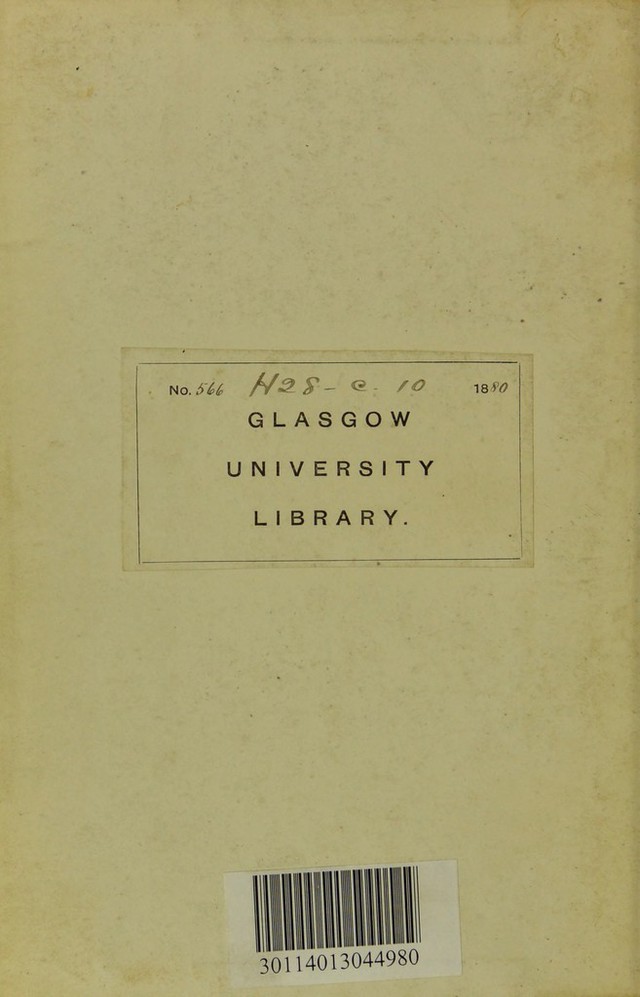 No. 566 H28-e.10 1880
GLASGOW
UNIVERSITY
LIBRARY.
30114013044980